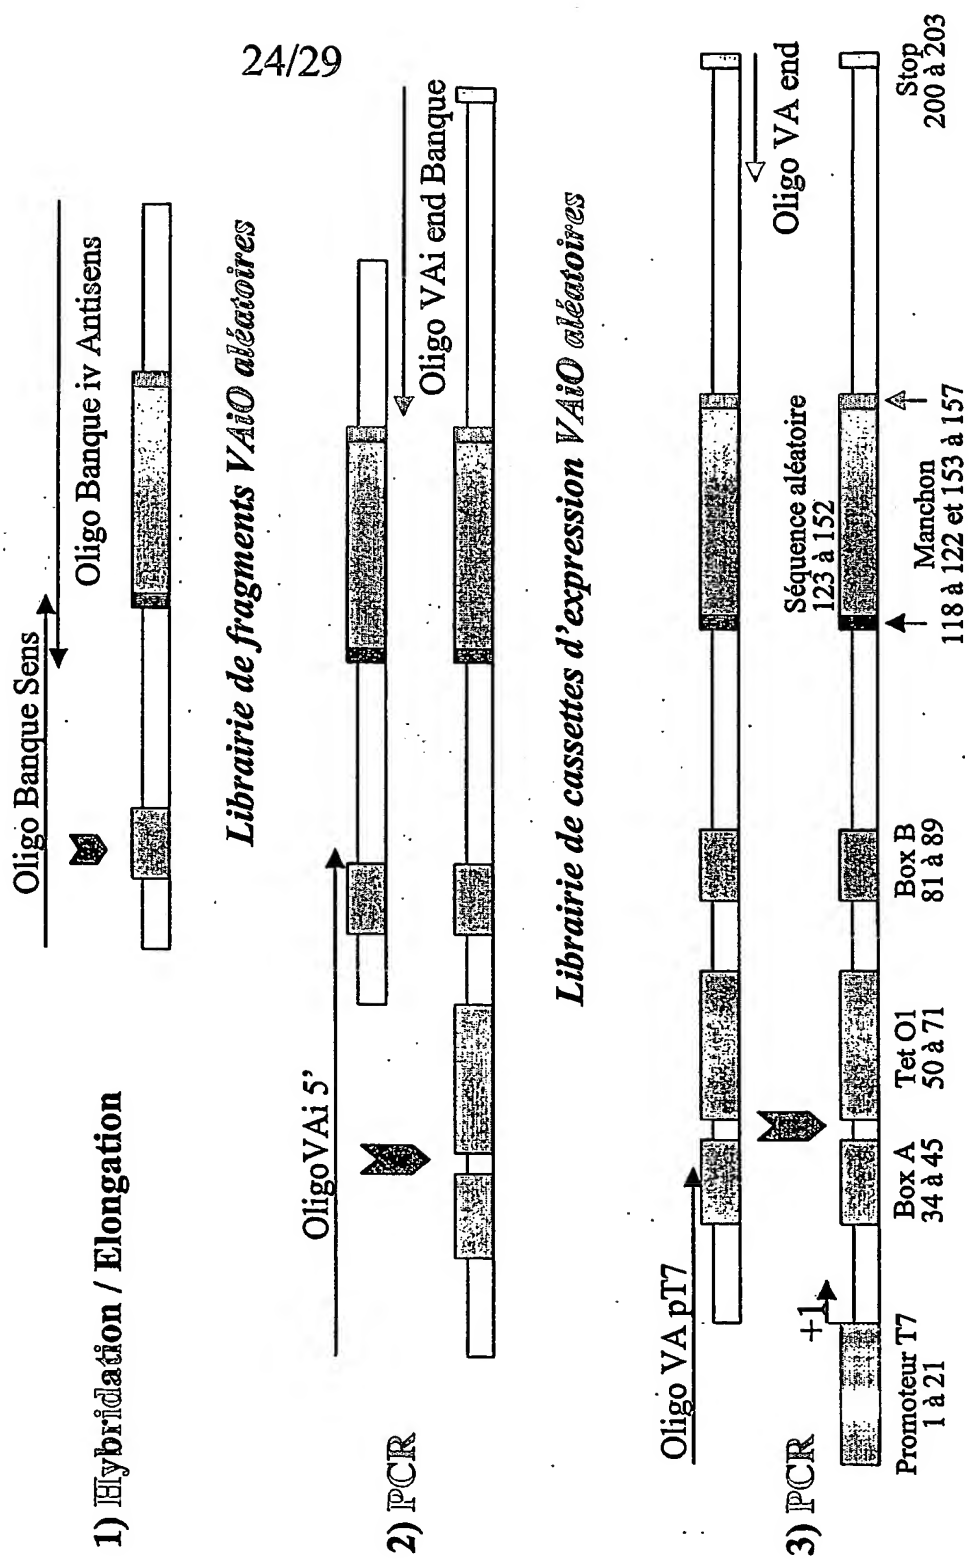 24/29
1) Hybridation / Elongation
Oligo Banque Sens
Oligo Banque iv Antisens
Librairie de fragments VAiO aléatoires
2) PCR
OligoVAi 5’
Oligo VAi end Banque
Librairie de cassettes d'expression VAiO aléatoires
3) PCR
Oligo VA pT7
Oligo VA end
+1
Séquence aléatoire
123 à 152
Promoteur T7
1 à 21
Box A
34 à 45
Tet O1
50 à 71
Box B
81 à 89
Manchon
118 à 122 et 153 à 157
Stop
200 à 203